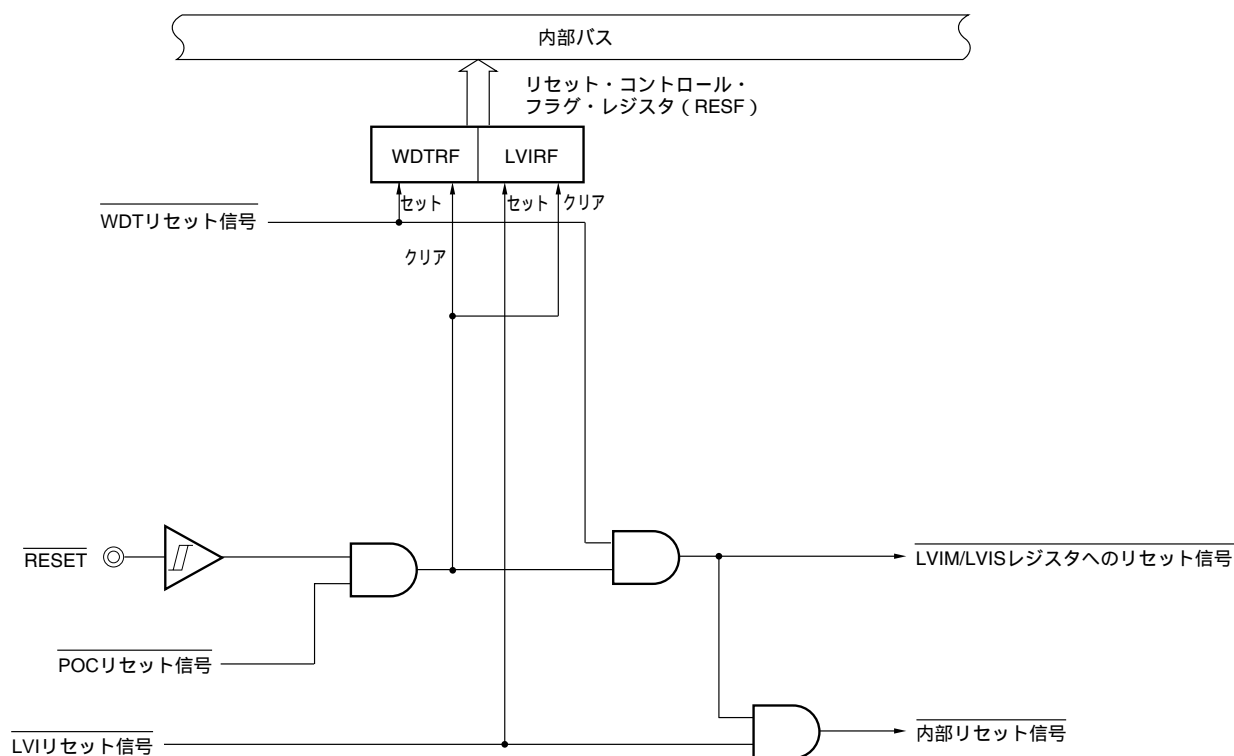 内部バス
リセット・コントロール・
フラグ・レジスタ（RESF）
WDTRF
LVIRF
セット
セット
クリア
WDTリセット信号
クリア
RESET
LVIM/LVISレジスタへのリセット信号
POCリセット信号
内部リセット信号
LVIリセット信号